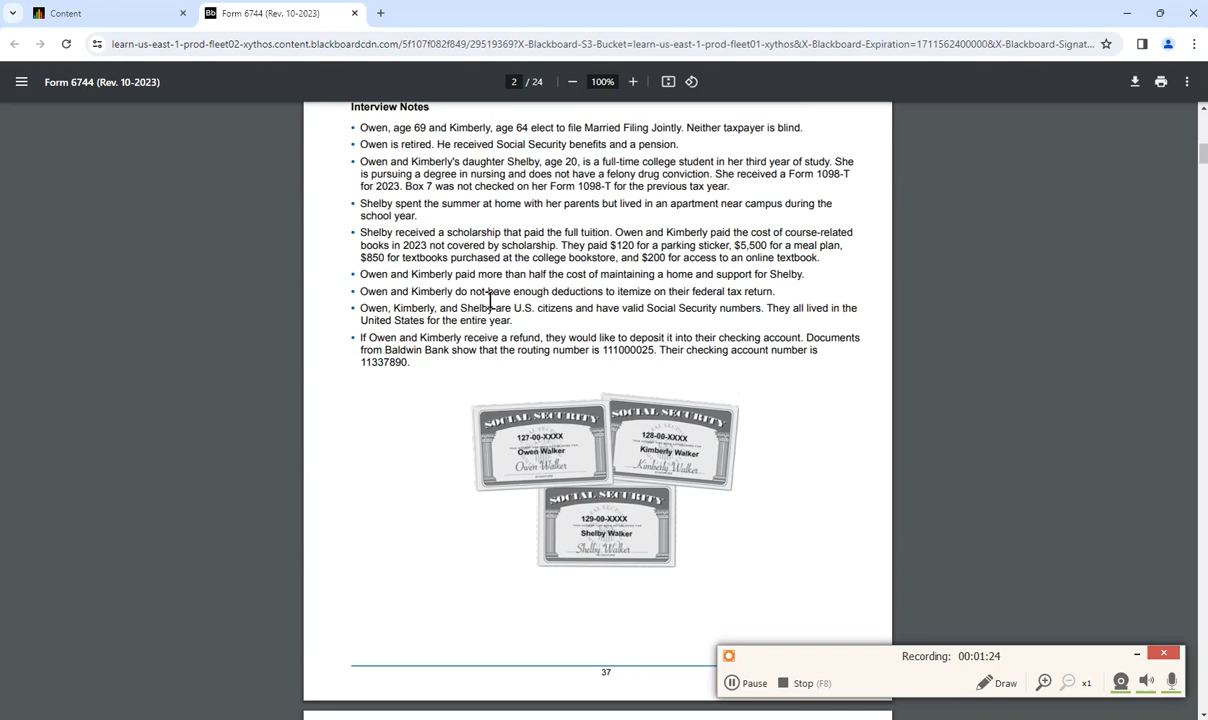 Content
Form 6744 (Rev. 10-2023)
learn-us-east-1-prod-fleet02-xythos.content.blackboardcdn.com/5f107f082f849/29519369?X-Blackboard-S3-Bucket=learn-us-east-1-prod-fleet01-xythos&X-Blackboard-Expiration=1711562400000&X-Blackboard-Signat...
Form 6744 (Rev. 10-2023)
2 / 24
100%
Interview Notes
• Owen, age 69 and Kimberly, age 64 elect to file Married Filing Jointly. Neither taxpayer is blind.
• Owen is retired. He received Social Security benefits and a pension.
• Owen and Kimberly's daughter Shelby, age 20, is a full-time college student in her third year of study. She
is pursuing a degree in nursing and does not have a felony drug conviction. She received a Form 1098-T
for 2023. Box 7 was not checked on her Form 1098-T for the previous tax year.
• Shelby spent the summer at home with her parents but lived in an apartment near campus during the
school year.
• Shelby received a scholarship that paid the full tuition. Owen and Kimberly paid the cost of course-related
books in 2023 not covered by scholarship. They paid $120 for a parking sticker, $5,500 for a meal plan,
$850 for textbooks purchased at the college bookstore, and $200 for access to an online textbook.
• Owen and Kimberly paid more than half the cost of maintaining a home and support for Shelby.
• Owen and Kimberly do not have enough deductions to itemize on their federal tax return.
• Owen, Kimberly, and Shelby are U.S. citizens and have valid Social Security numbers. They all lived in the
United States for the entire year.
• If Owen and Kimberly receive a refund, they would like to deposit it into their checking account. Documents
from Baldwin Bank show that the routing number is 111000025. Their checking account number is
11337890.
SOCIAL SECURITY
127-00-XXXX
Owen Walker
Owen Walker
SOCIAL SECURITY
128-00-XXXX
Kimberly Walker
Kimberly Walker
SOCIAL SECURITY
129-00-XXXX
Shelby Walker
Shelby Walker
37
Recording: 00:01:24
Pause
Stop (F8)
Draw
x1